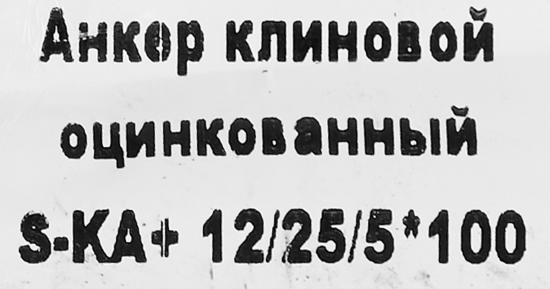 Анкер клиновой
оцинкованный
S-KA+ 12/25/5*100